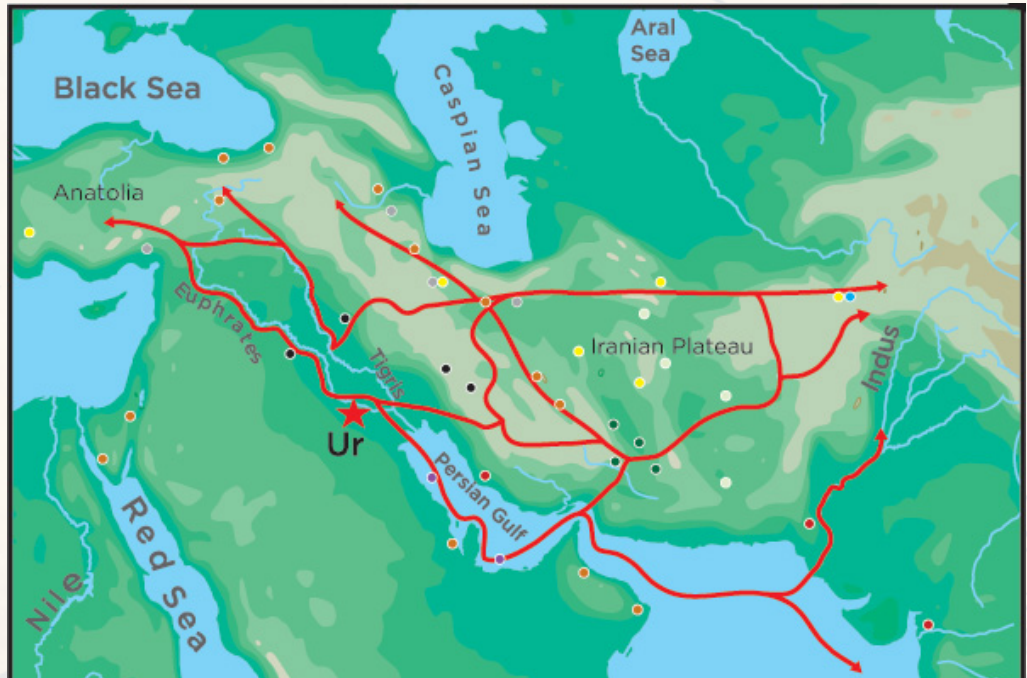 Aral
Sea
Black Sea
Caspian Sea
Anatolia
Euphrates
Tigris
Iranian Plateau
Indus
Ur
Persian Gulf
Red Sea
Nile